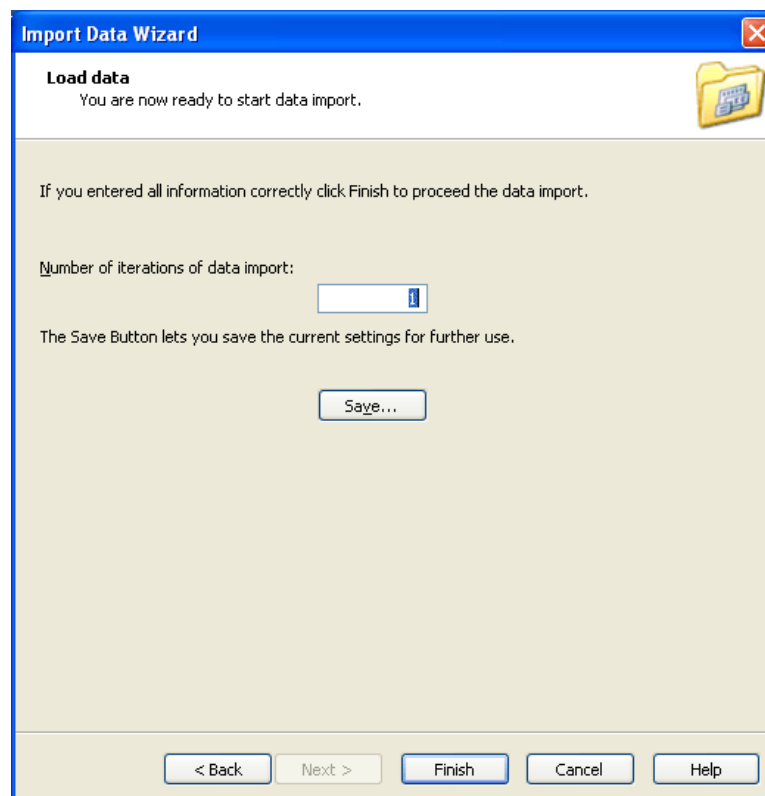 Import Data Wizard
Load data
You are now ready to start data import.
If you entered all information correctly click Finish to proceed the data import.
Number of iterations of data import:
1
The Save Button lets you save the current settings for further use.
Save...
< Back Next > Finish Cancel Help